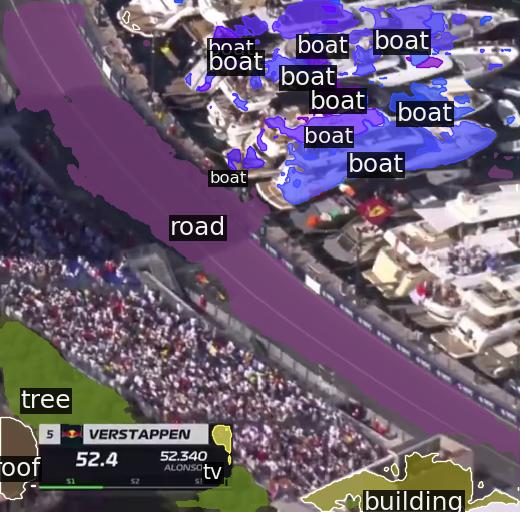 boat
boat
boat
boat
boat
boat
boat
boat
boat
boat
road
tree
5 VERSTAPPEN
52.4 52.340
ALONSO
S1 S2 S
roof
tv
building